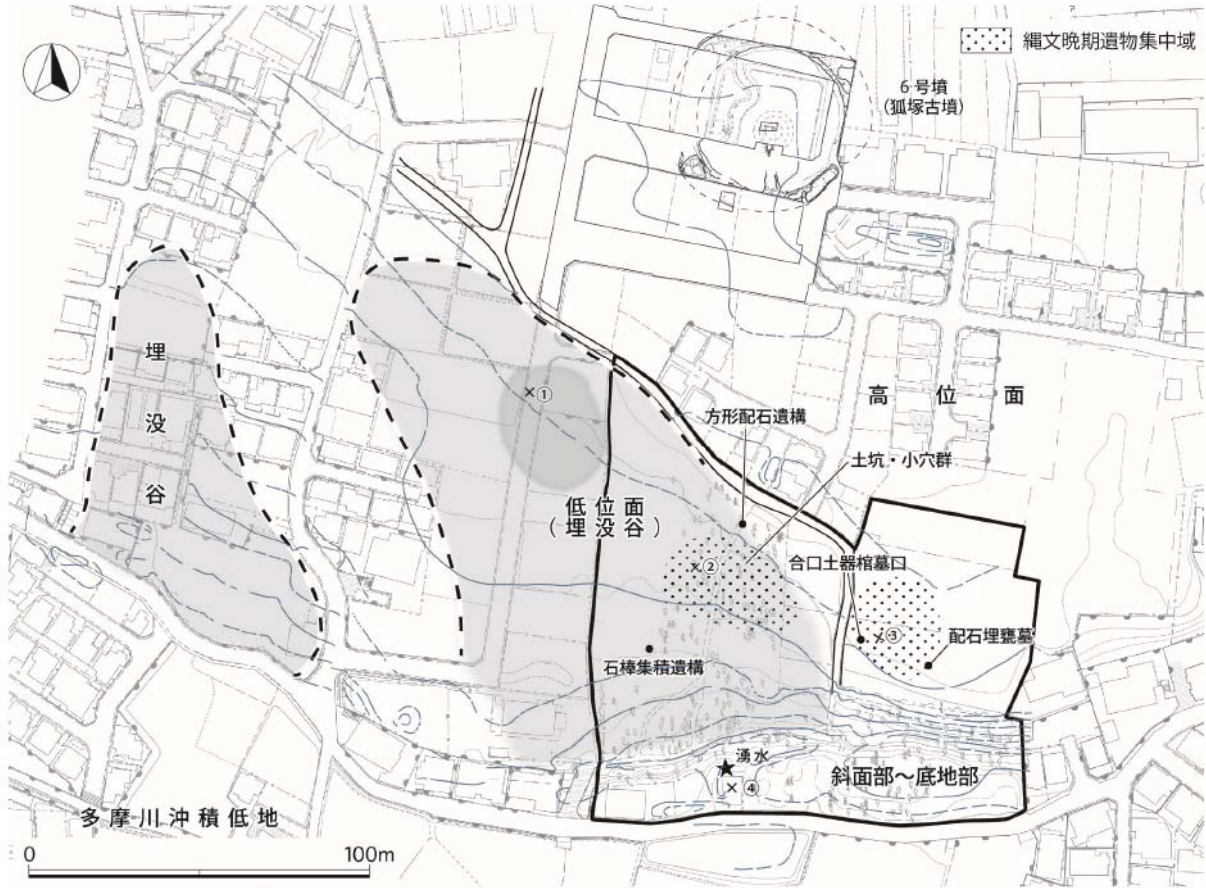 縄文晩期遺物集中域
6号墳
(狐塚古墳)
埋没谷
①
高位面
方形配石遺構
土坑・小穴群
低位面
(埋没谷)
②
合口土器棺墓口
③
配石埋甕墓
石棒集積遺構
湧水
④
斜面部〜底地部
多摩川沖積低地
0
100m